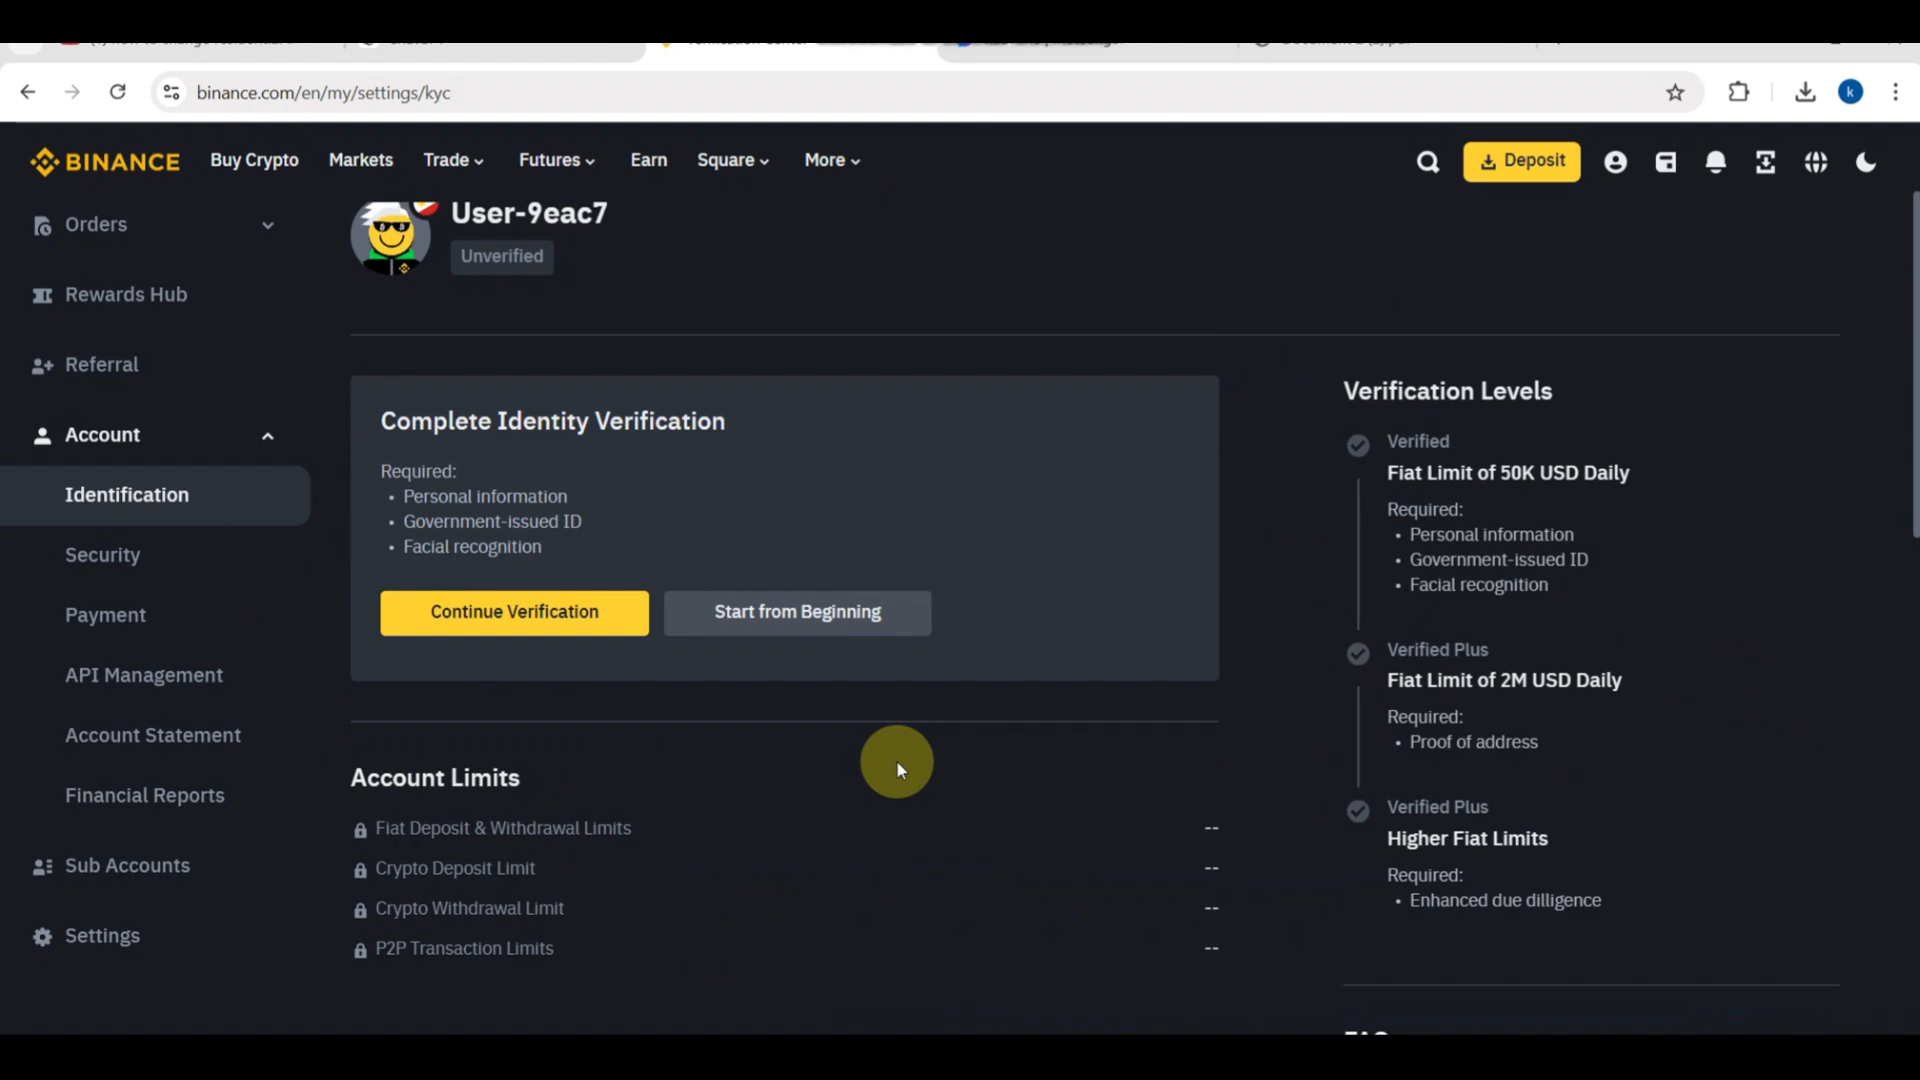 binance.com/en/my/settings/kyc
k
BINANCE
Buy Crypto
Markets
Trade
Futures
Earn
Square
More
Deposit
Orders
Rewards Hub
Referral
Account
Identification
Security
Payment
API Management
Account Statement
Financial Reports
Sub Accounts
Settings
User-9eac7
Unverified
Complete Identity Verification
Required:
• Personal information
• Government-issued ID
• Facial recognition
Continue Verification
Start from Beginning
Account Limits
Fiat Deposit & Withdrawal Limits --
Crypto Deposit Limit --
Crypto Withdrawal Limit --
P2P Transaction Limits --
Verification Levels
Verified
Fiat Limit of 50K USD Daily
Required:
• Personal information
• Government-issued ID
• Facial recognition
Verified Plus
Fiat Limit of 2M USD Daily
Required:
• Proof of address
Verified Plus
Higher Fiat Limits
Required:
• Enhanced due dilligence